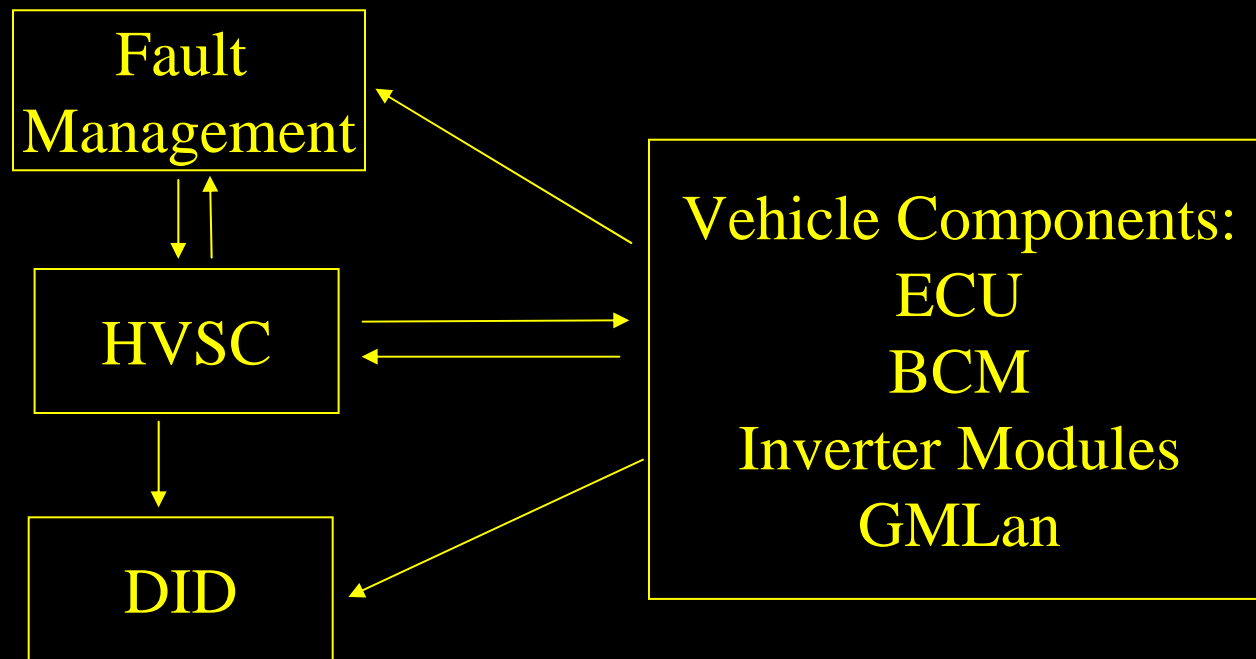 Fault
Management
HVSC
DID
Vehicle Components:
ECU
BCM
Inverter Modules
GMLan